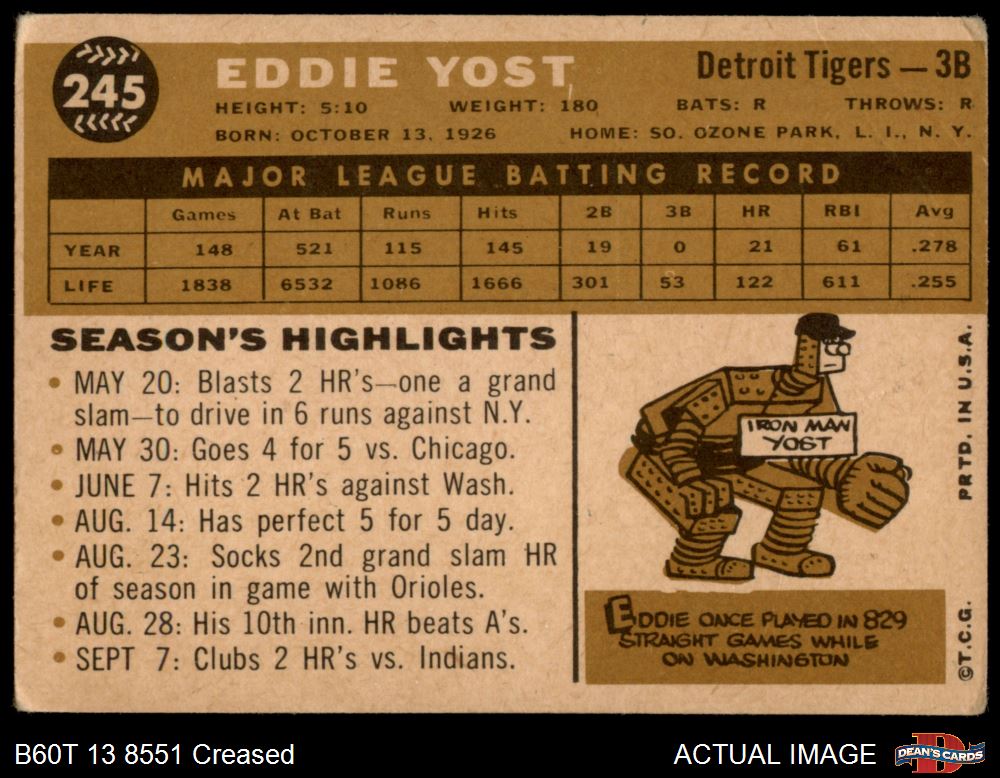 245
EDDIE YOST
Detroit Tigers — 3B
HEIGHT: 5:10 WEIGHT: 180 BATS: R THROWS: R
BORN: OCTOBER 13, 1926 HOME: SO. OZONE PARK, L. I., N. Y.
MAJOR LEAGUE BATTING RECORD
Games At Bat Runs Hits 2B 3B HR RBI Avg
YEAR 148 521 115 145 19 0 21 61 .278
LIFE 1838 6532 1086 1666 301 53 122 611 .255
SEASON'S HIGHLIGHTS
• MAY 20: Blasts 2 HR's—one a grand
slam—to drive in 6 runs against N.Y.
• MAY 30: Goes 4 for 5 vs. Chicago.
• JUNE 7: Hits 2 HR's against Wash.
• AUG. 14: Has perfect 5 for 5 day.
• AUG. 23: Socks 2nd grand slam HR
of season in game with Orioles.
• AUG. 28: His 10th inn. HR beats A's.
• SEPT 7: Clubs 2 HR's vs. Indians.
IRON MAN
YOST
EDDIE ONCE PLAYED IN 829
STRAIGHT GAMES WHILE
ON WASHINGTON
PRTD. IN U.S.A.
©T.C.G.
B60T 13 8551 Creased
ACTUAL IMAGE
DEAN'S CARDS